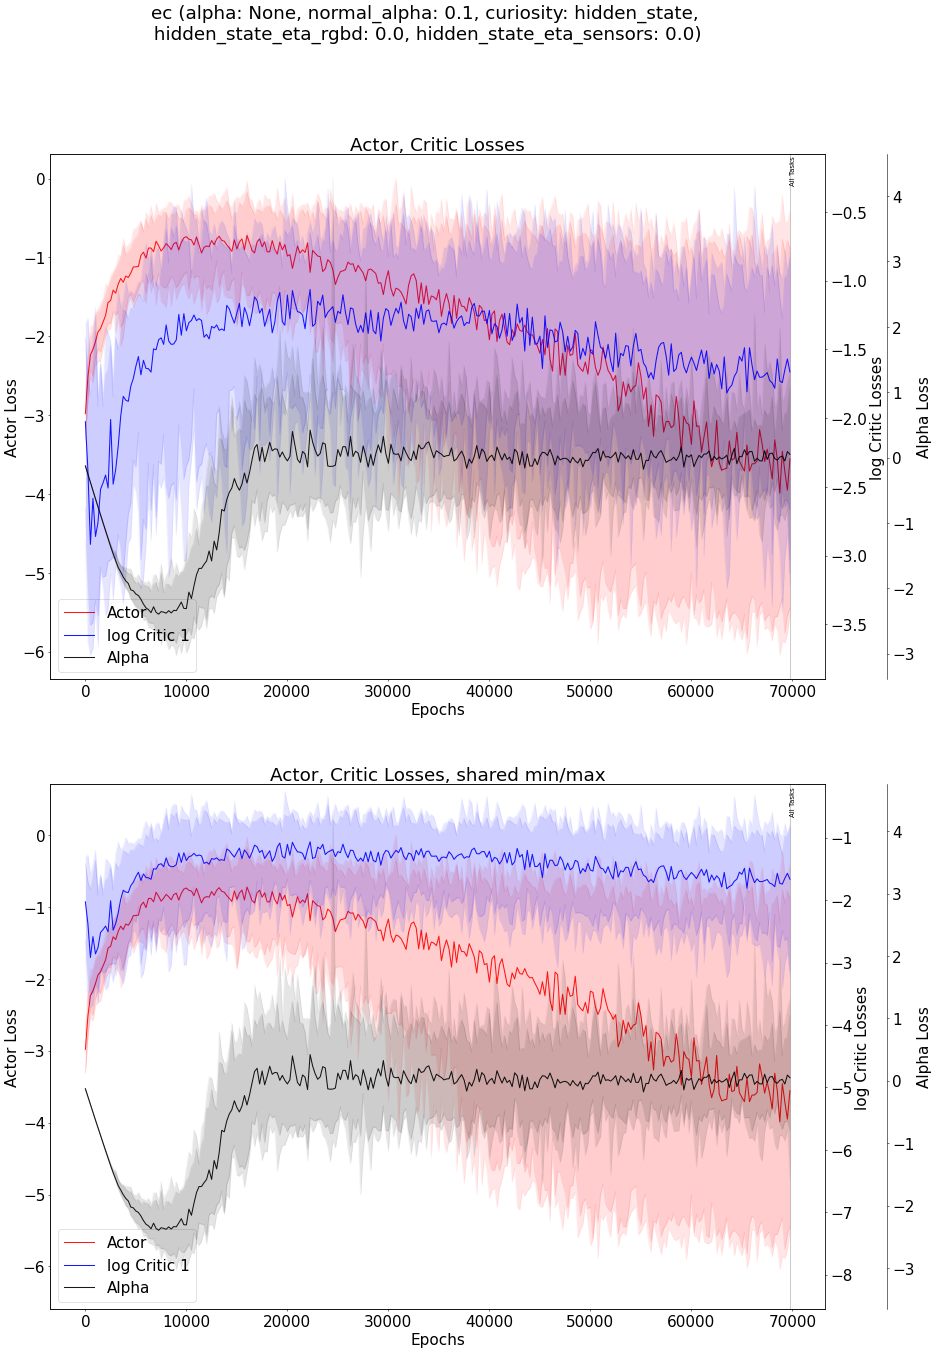 ec (alpha: None, normal_alpha: 0.1, curiosity: hidden_state,
hidden_state_eta_rgbd: 0.0, hidden_state_eta_sensors: 0.0)
Actor, Critic Losses
All Tasks
0
−1
−2
−3
−4
−5
−6
Actor Loss
−0.5
−1.0
−1.5
−2.0
−2.5
−3.0
−3.5
log Critic Losses
4
3
2
1
0
−1
−2
−3
Alpha Loss
Actor
log Critic 1
Alpha
0 10000 20000 30000 40000 50000 60000 70000
Epochs
Actor, Critic Losses, shared min/max
All Tasks
0
−1
−2
−3
−4
−5
−6
Actor Loss
−1
−2
−3
−4
−5
−6
−7
−8
log Critic Losses
4
3
2
1
0
−1
−2
−3
Alpha Loss
Actor
log Critic 1
Alpha
0 10000 20000 30000 40000 50000 60000 70000
Epochs